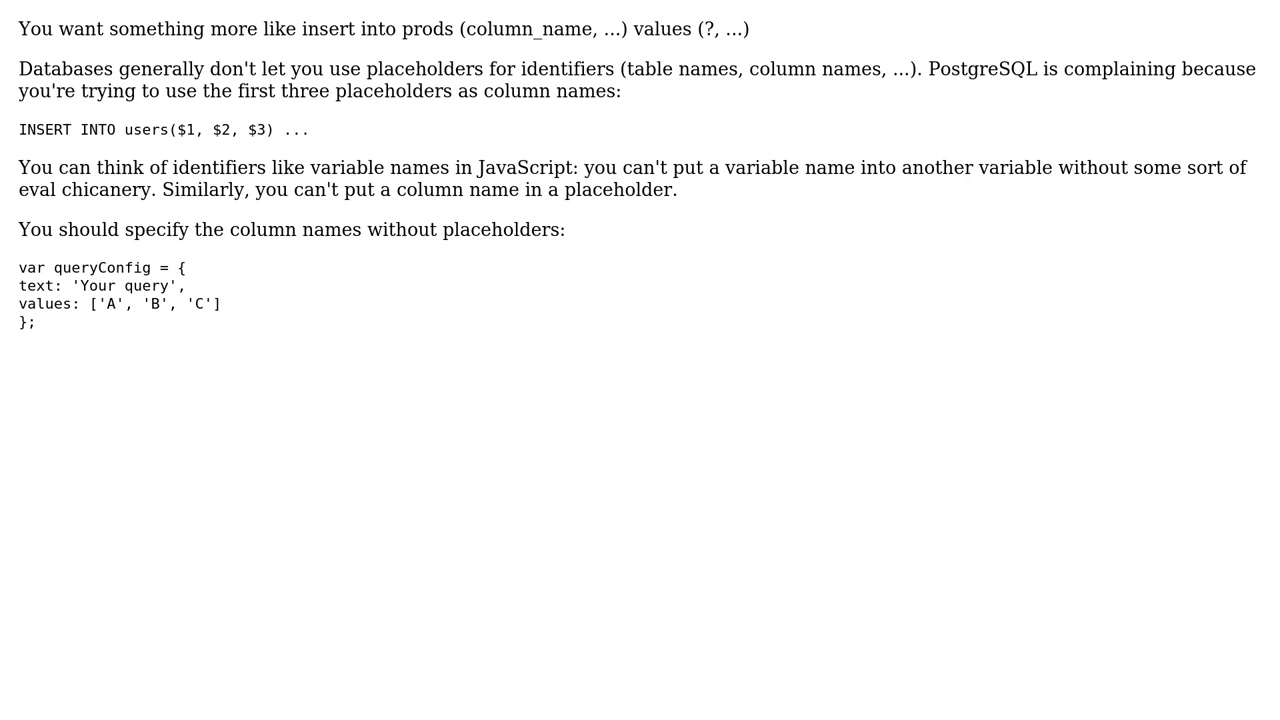 You want something more like insert into prods (column_name, ...) values (?, ...)
Databases generally don't let you use placeholders for identifiers (table names, column names, ...). PostgreSQL is complaining because
you're trying to use the first three placeholders as column names:
INSERT INTO users($1, $2, $3) ...
You can think of identifiers like variable names in JavaScript: you can't put a variable name into another variable without some sort of
eval chicanery. Similarly, you can't put a column name in a placeholder.
You should specify the column names without placeholders:
var queryConfig = {
text: 'Your query',
values: ['A', 'B', 'C']
};